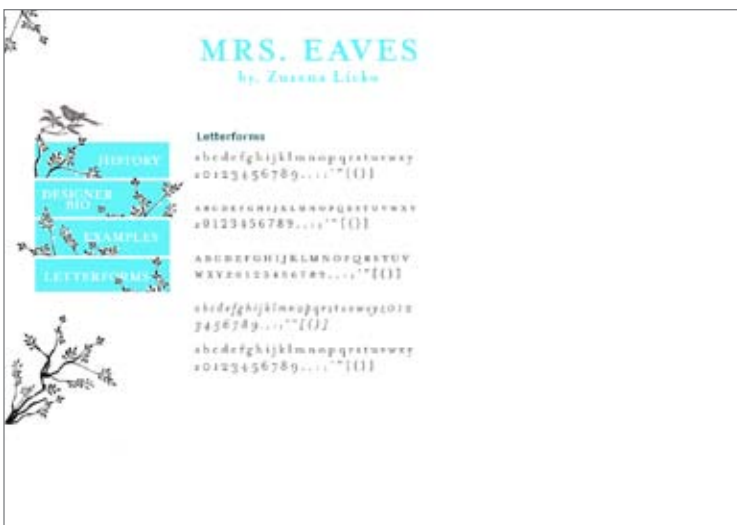 MRS. EAVES
by. Zuzana Licko
HISTORY
DESIGNER
BIO
EXAMPLES
LETTERFORMS
Letterforms
abcdefghijklmnopqrstuvwxy
z0123456789
ABCDEFGHIJKLMNOPQRSTUVWXY
z0123456789
ABCDEFGHIJKLMNOPQRSTUV
WXYZ0123456789
abcdefghijklmnopqrstuvwxyz012
3456789
abcdefghijklmnopqrstuvwxy
z0123456789